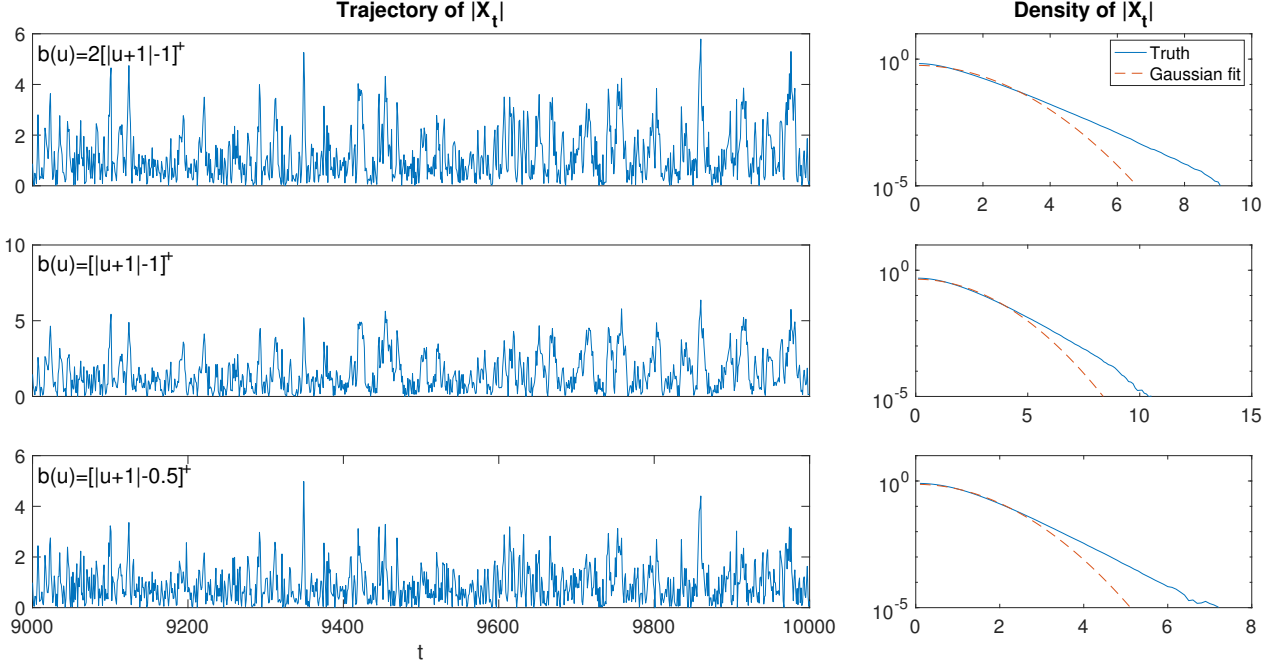 Trajectory of |X_t|
Density of |X_t|
6
4
2
0
b(u)=2[|u+1|-1]^+
10^0
10^-5
0 2 4 6 8 10
Truth
Gaussian fit
10
5
0
b(u)=[|u+1|-1]^+
10^0
10^-5
0 5 10 15
6
4
2
0
b(u)=[|u+1|-0.5]^+
9000 9200 9400 9600 9800 10000
t
10^0
10^-5
0 2 4 6 8